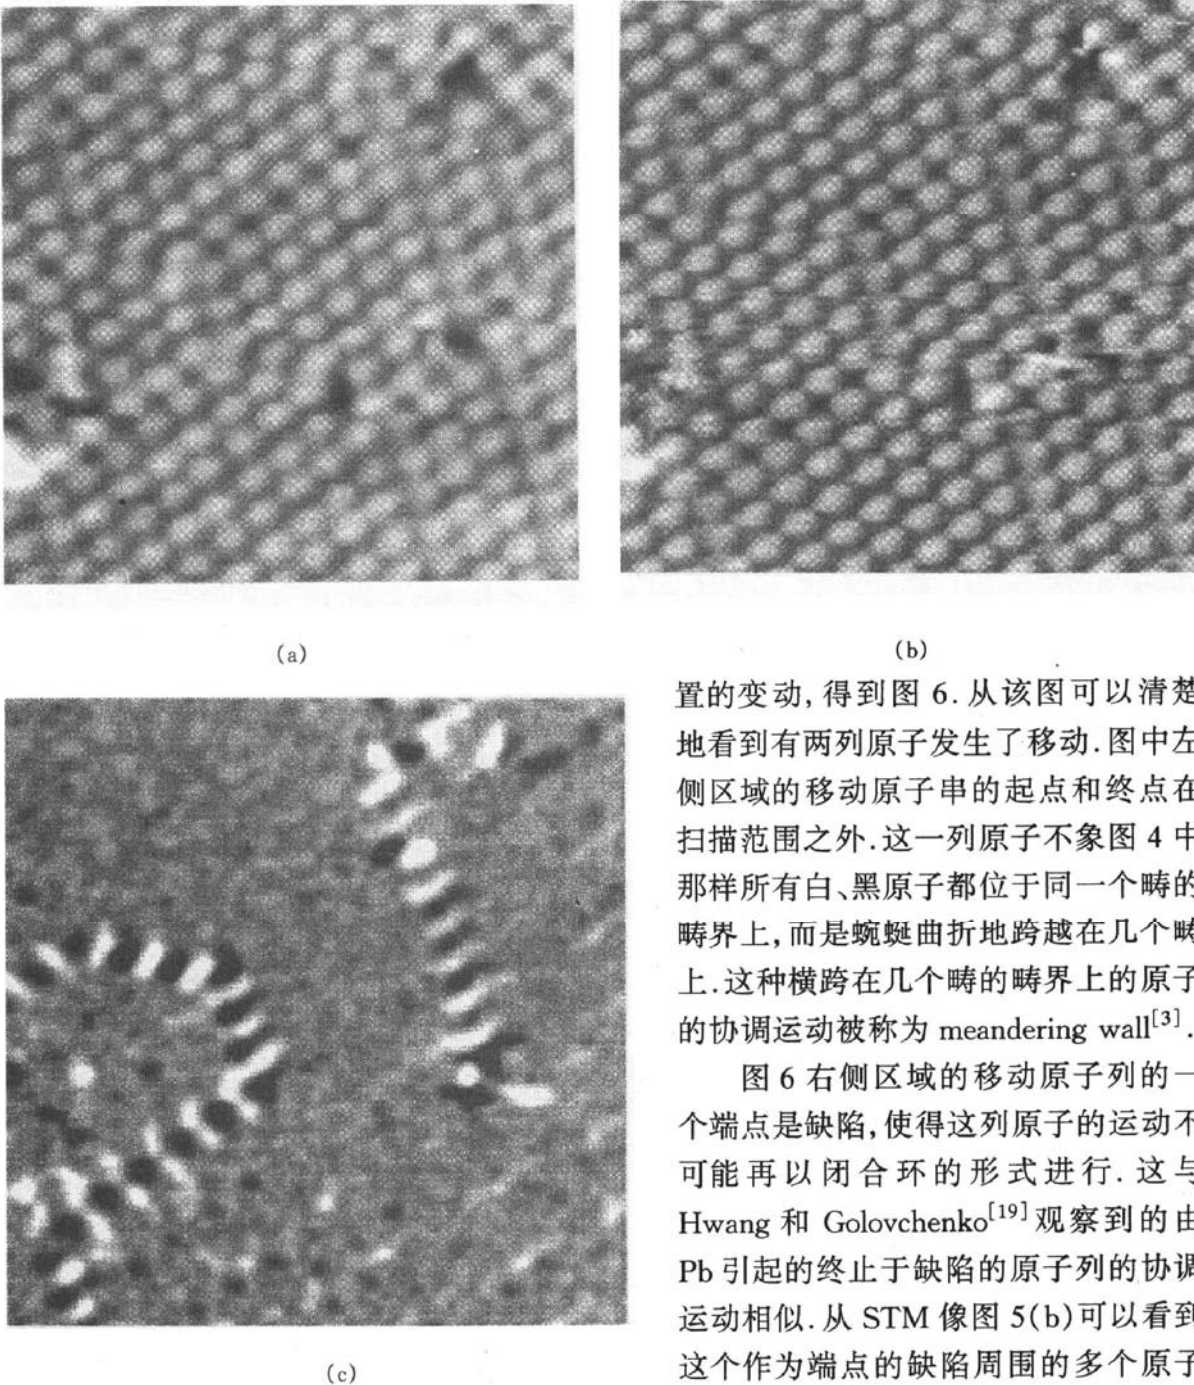 (a)
(b)
置的变动,得到图 6.从该图可以清楚
地看到有两列原子发生了移动.图中左
侧区域的移动原子串的起点和终点在
扫描范围之外.这一列原子不象图 4 中
那样所有白、黑原子都位于同一个畴的
畴界上,而是蜿蜒曲折地跨越在几个畴
上.这种横跨在几个畴的畴界上的原子
的协调运动被称为 meandering wall[3].
图 6 右侧区域的移动原子列的一
个端点是缺陷,使得这列原子的运动不
可能再以闭合环的形式进行.这与
Hwang 和 Golovchenko[19]观察到的由
Pb 引起的终止于缺陷的原子列的协调
运动相似.从 STM 像图 5(b)可以看到
这个作为端点的缺陷周围的多个原子
(c)